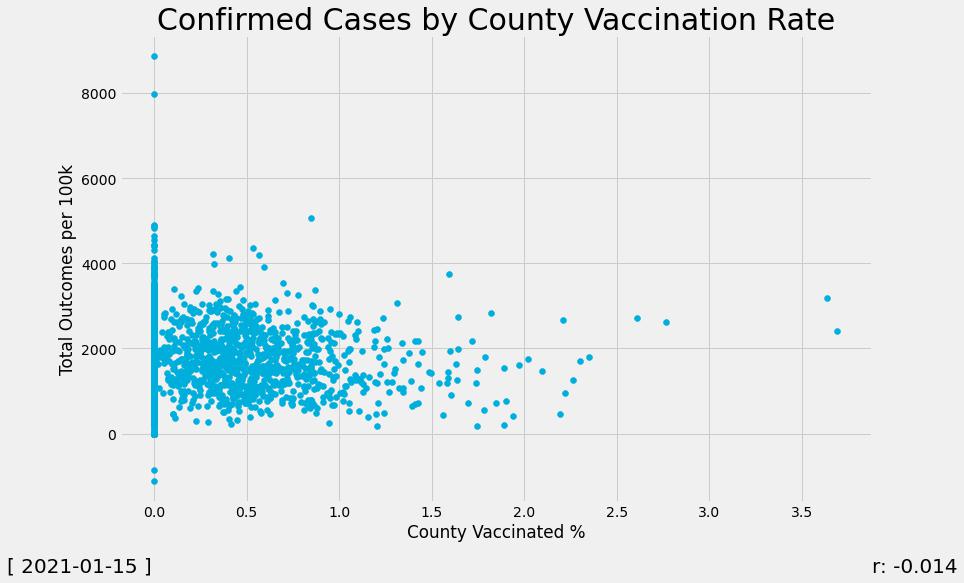 Confirmed Cases by County Vaccination Rate
8000
6000
4000
2000
0
Total Outcomes per 100k
0.0 0.5 1.0 1.5 2.0 2.5 3.0 3.5
County Vaccinated %
[ 2021-01-15 ]
r: -0.014